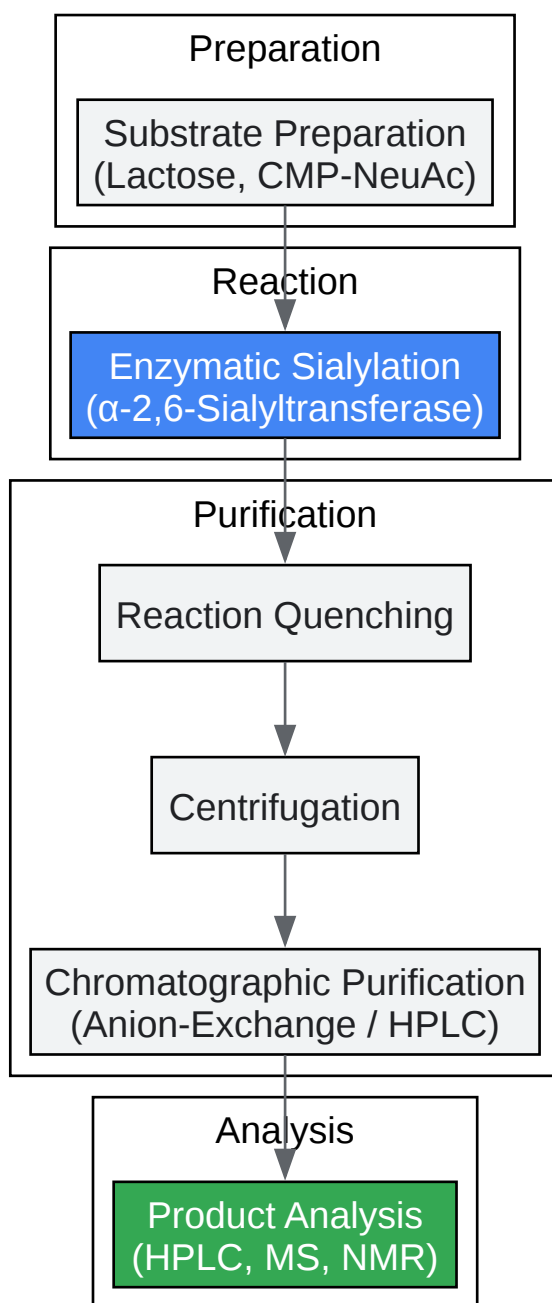 Preparation
Substrate Preparation
(Lactose, CMP-NeuAc)
Reaction
Enzymatic Sialylation
(α-2,6-Sialyltransferase)
Purification
Reaction Quenching
Centrifugation
Chromatographic Purification
(Anion-Exchange / HPLC)
Analysis
Product Analysis
(HPLC, MS, NMR)